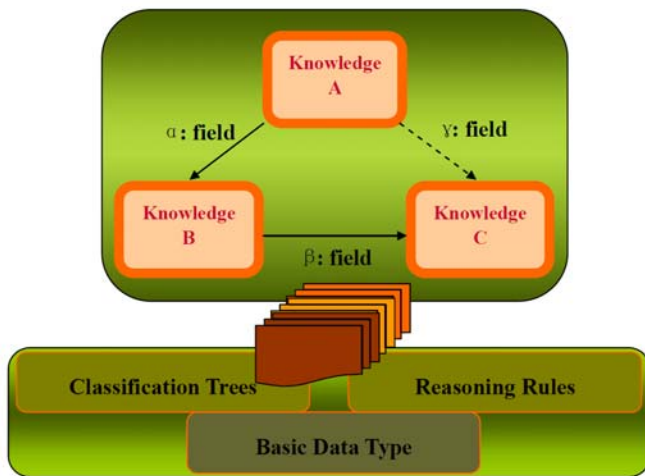 Knowledge
A
α: field
γ: field
Knowledge
B
Knowledge
C
β: field
Classification Trees
Reasoning Rules
Basic Data Type